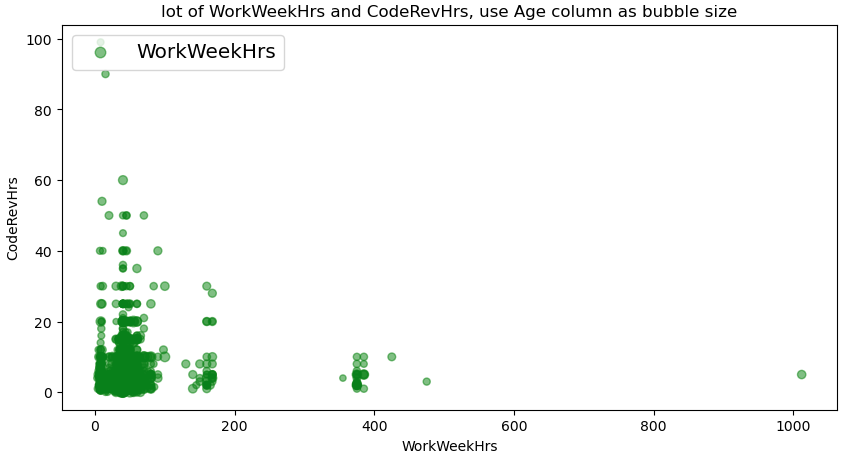 lot of WorkWeekHrs and CodeRevHrs, use Age column as bubble size
WorkWeekHrs
100
80
60
40
20
0
CodeRevHrs
0 200 400 600 800 1000
WorkWeekHrs